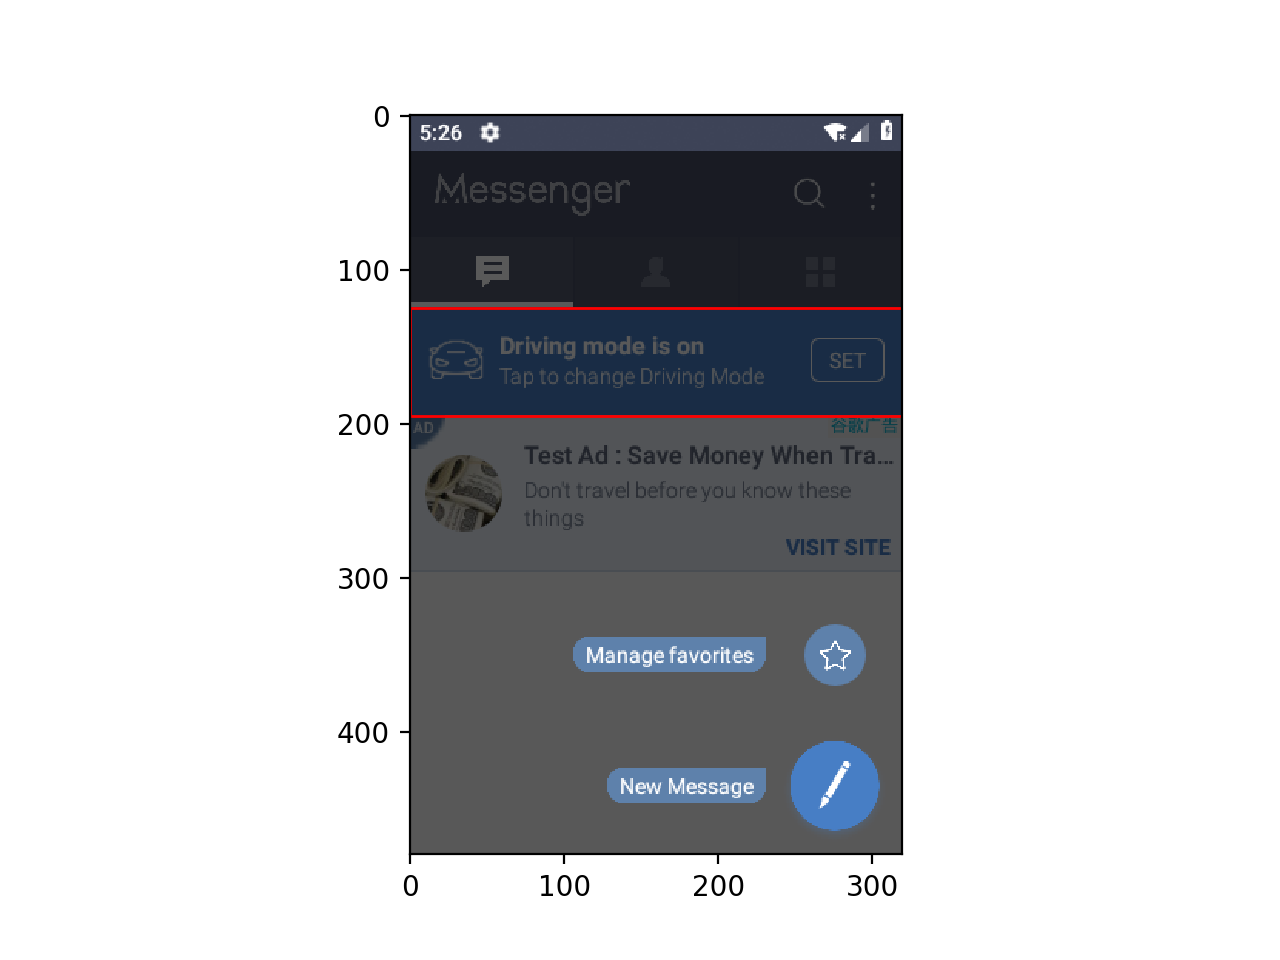 0
5:26
Messenger
100
Driving mode is on
Tap to change Driving Mode
SET
200
AD
谷歌广告
Test Ad : Save Money When Tra...
Don't travel before you know these
things
VISIT SITE
300
Manage favorites
400
New Message
0
100
200
300